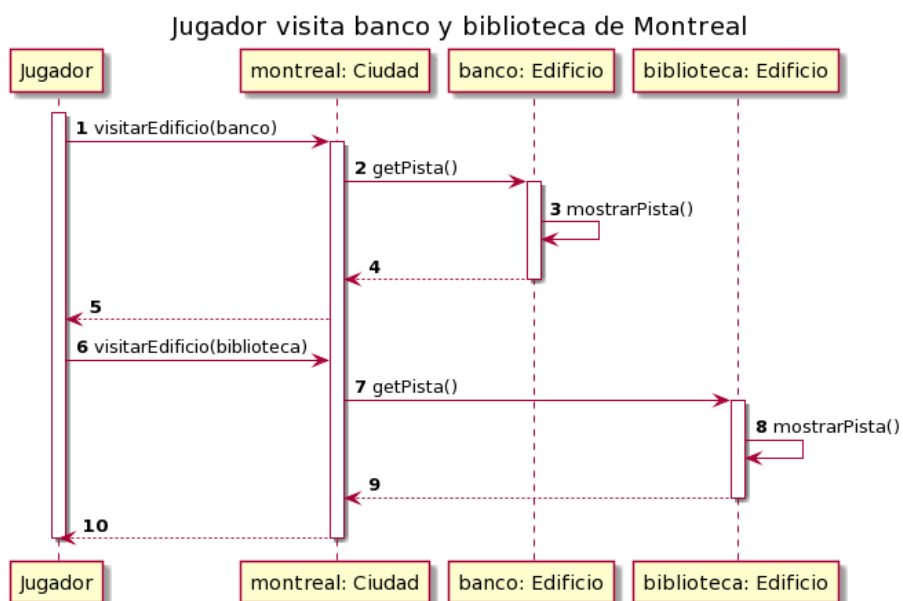 Jugador visita banco y biblioteca de Montreal
Jugador
montreal: Ciudad
banco: Edificio
biblioteca: Edificio
1 visitarEdificio(banco)
2 getPista()
3 mostrarPista()
4
5
6 visitarEdificio(biblioteca)
7 getPista()
8 mostrarPista()
9
10
Jugador
montreal: Ciudad
banco: Edificio
biblioteca: Edificio